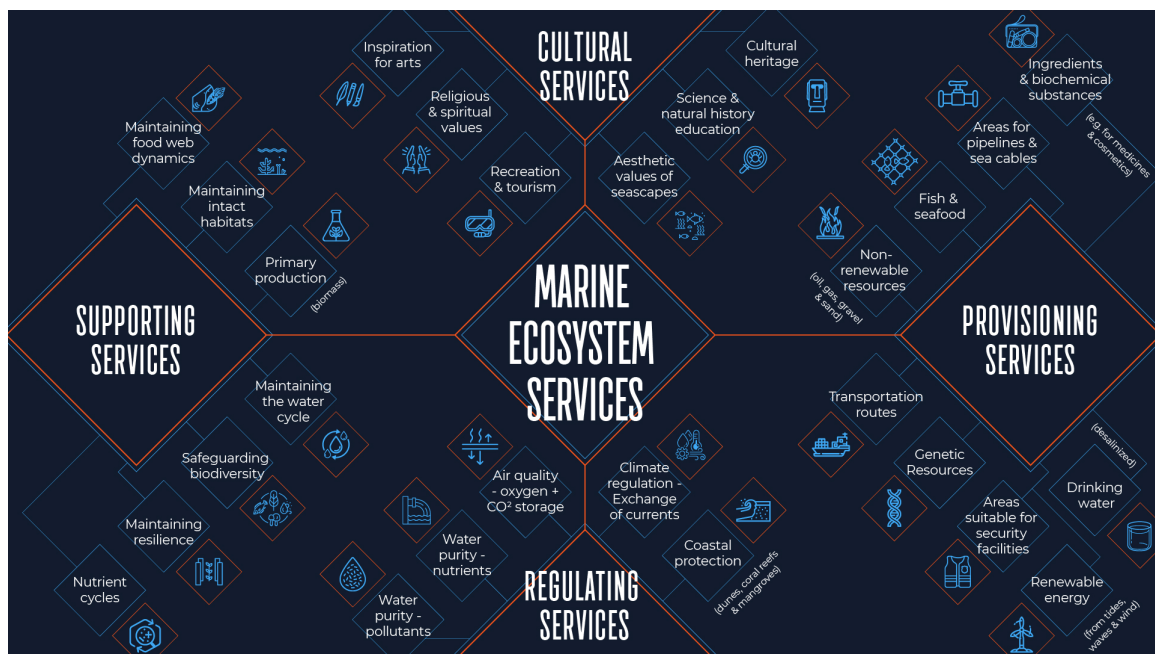 CULTURAL
SERVICES
Inspiration
for arts
Religious
& spiritual
values
Recreation
& tourism
Cultural
heritage
Science &
natural history
education
Aesthetic
values of
seascapes
Maintaining
food web
dynamics
Maintaining
intact
habitats
Primary
production
(biomass)
Ingredients
& biochemical
substances
(e.g. for medicines
& cosmetics)
Areas for
pipelines &
sea cables
Fish &
seafood
Non-
renewable
resources
(oil, gas, gravel
& sand)
SUPPORTING
SERVICES
MARINE
ECOSYSTEM
SERVICES
PROVISIONING
SERVICES
Maintaining
the water
cycle
Safeguarding
biodiversity
Maintaining
resilience
Nutrient
cycles
Air quality
- oxygen +
CO² storage
Water
purity -
nutrients
Water
purity -
pollutants
Climate
regulation -
Exchange
of currents
Coastal
protection
(dunes, coral reefs
& mangroves)
Transportation
routes
Genetic
Resources
Areas
suitable for
security
facilities
(desalinized)
Drinking
water
Renewable
energy
(from tides,
waves & wind)
REGULATING
SERVICES